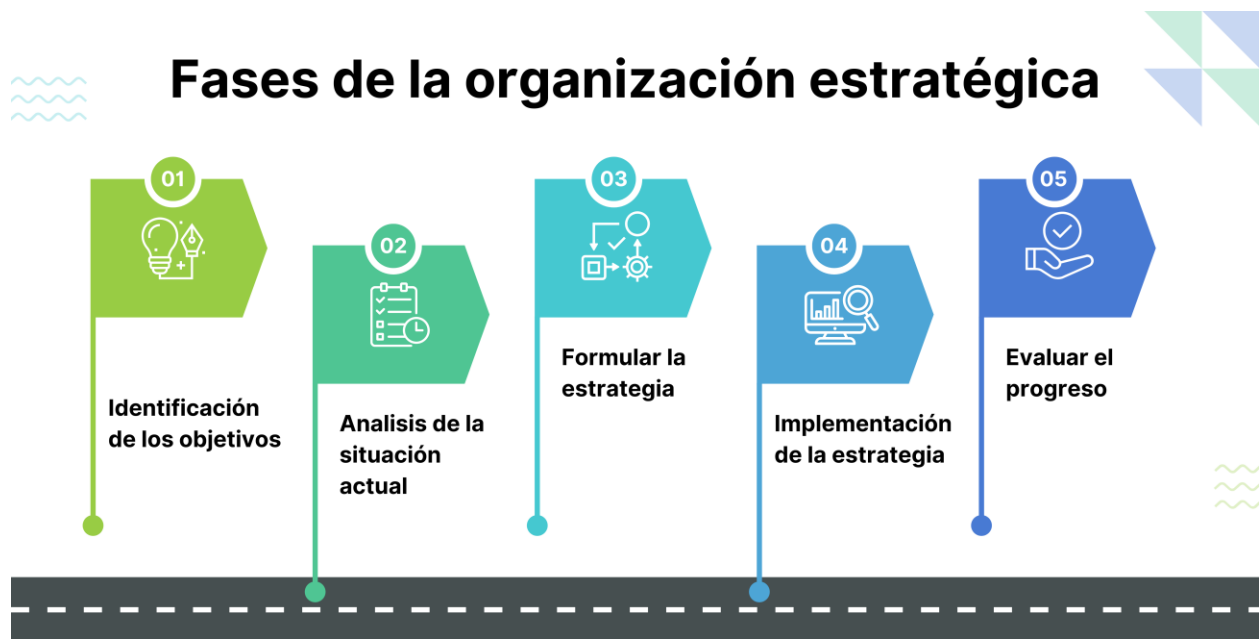 Fases de la organización estratégica
01
Identificación
de los objetivos
02
Analisis de la
situación
actual
03
Formular la
estrategia
04
Implementación
de la estrategia
05
Evaluar el
progreso